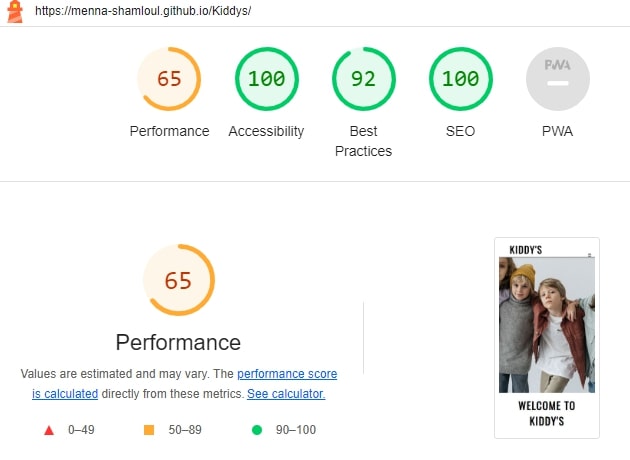 https://menna-shamloul.github.io/Kiddys/
65 100 92 100 PWA
Performance Accessibility Best Practices SEO PWA
65
Performance
Values are estimated and may vary. The performance score
is calculated directly from these metrics. See calculator.
0–49 50–89 90–100
KIDDY'S
WELCOME TO
KIDDY'S